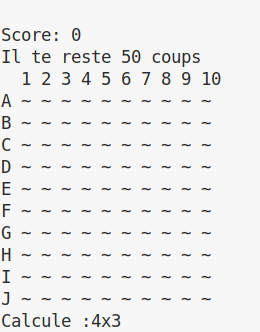 Score: 0
Il te reste 50 coups
1 2 3 4 5 6 7 8 9 10
A ~ ~ ~ ~ ~ ~ ~ ~ ~ ~
B ~ ~ ~ ~ ~ ~ ~ ~ ~ ~
C ~ ~ ~ ~ ~ ~ ~ ~ ~ ~
D ~ ~ ~ ~ ~ ~ ~ ~ ~ ~
E ~ ~ ~ ~ ~ ~ ~ ~ ~ ~
F ~ ~ ~ ~ ~ ~ ~ ~ ~ ~
G ~ ~ ~ ~ ~ ~ ~ ~ ~ ~
H ~ ~ ~ ~ ~ ~ ~ ~ ~ ~
I ~ ~ ~ ~ ~ ~ ~ ~ ~ ~
J ~ ~ ~ ~ ~ ~ ~ ~ ~ ~
Calcule :4x3